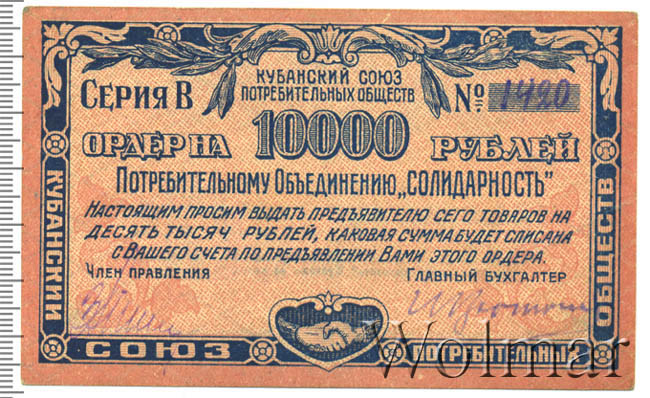 КУБАНСКИЙ СОЮЗ
ПОТРЕБИТЕЛЬНЫХ ОБЩЕСТВ
СЕРИЯ В
№ 1420
ОРДЕР НА 10000 РУБЛЕЙ
ПОТРЕБИТЕЛЬНОМУ ОБЪЕДИНЕНИЮ „СОЛИДАРНОСТЬ"
НАСТОЯЩИМ ПРОСИМ ВЫДАТЬ ПРЕДЪЯВИТЕЛЮ СЕГО ТОВАРОВ НА
ДЕСЯТЬ ТЫСЯЧ РУБЛЕЙ, КАКОВАЯ СУММА БУДЕТ СПИСАНА
С ВАШЕГО СЧЕТА ПО ПРЕДЪЯВЛЕНИИ ВАМИ ЭТОГО ОРДЕРА.
ЧЛЕН ПРАВЛЕНИЯ
ГЛАВНЫЙ БУХГАЛТЕР
КУБАНСКИЙ
СОЮЗ
ПОТРЕБИТЕЛЬНЫХ
ОБЩЕСТВ
Wolmar